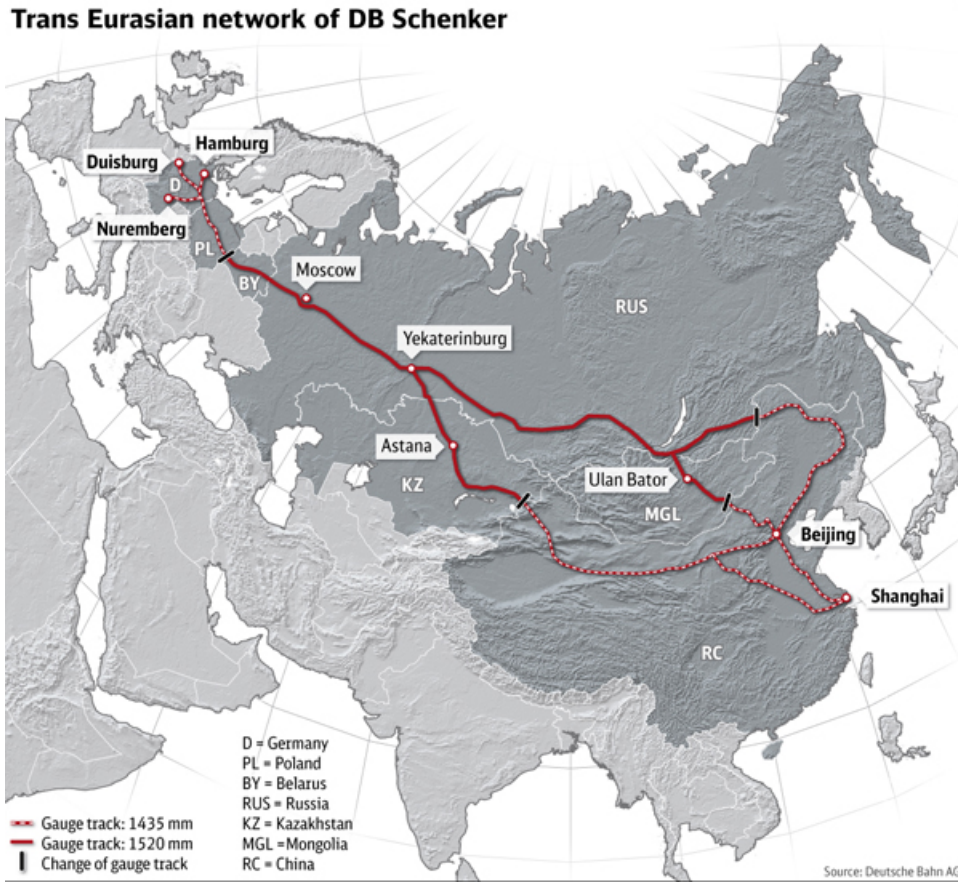 Trans Eurasian network of DB Schenker
Hamburg
Duisburg
D
Nuremberg
PL
BY
Moscow
RUS
Yekaterinburg
Astana
KZ
Ulan Bator
MGL
Beijing
Shanghai
RC
D = Germany
PL = Poland
BY = Belarus
RUS = Russia
KZ = Kazakhstan
MGL =Mongolia
RC = China
Gauge track: 1435 mm
Gauge track: 1520 mm
Change of gauge track
Source: Deutsche Bahn AG